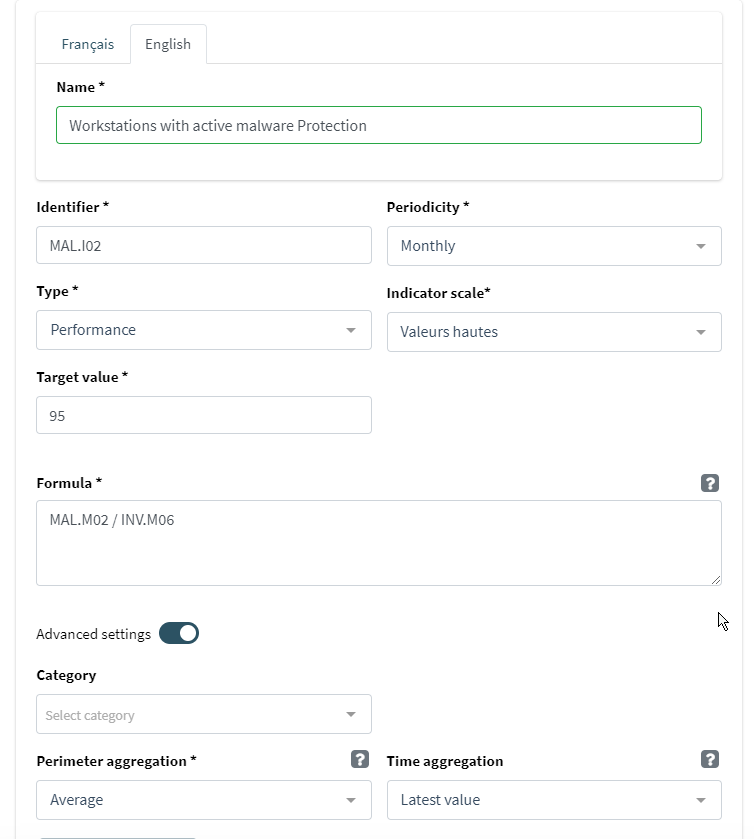 Français English
Name *
Workstations with active malware Protection
Identifier * Periodicity *
MAL.I02 Monthly
Type * Indicator scale*
Performance Valeurs hautes
Target value *
95
Formula * ?
MAL.M02 / INV.M06
Advanced settings
Category
Select category
Perimeter aggregation * ? Time aggregation ?
Average Latest value